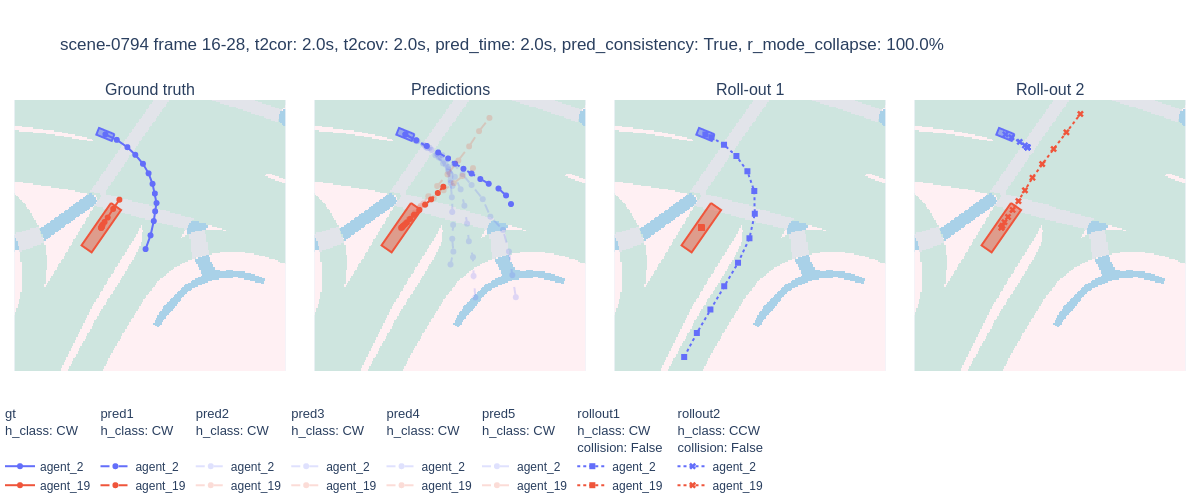 scene-0794 frame 16-28, t2cor: 2.0s, t2cov: 2.0s, pred_time: 2.0s, pred_consistency: True, r_mode_collapse: 100.0%
Ground truth Predictions Roll-out 1 Roll-out 2
gt pred1 pred2 pred3 pred4 pred5 rollout1 rollout2
h_class: CW h_class: CW h_class: CW h_class: CW h_class: CW h_class: CW h_class: CW h_class: CCW
collision: False collision: False
agent_2 agent_2 agent_2 agent_2 agent_2 agent_2 agent_2 agent_2
agent_19 agent_19 agent_19 agent_19 agent_19 agent_19 agent_19 agent_19